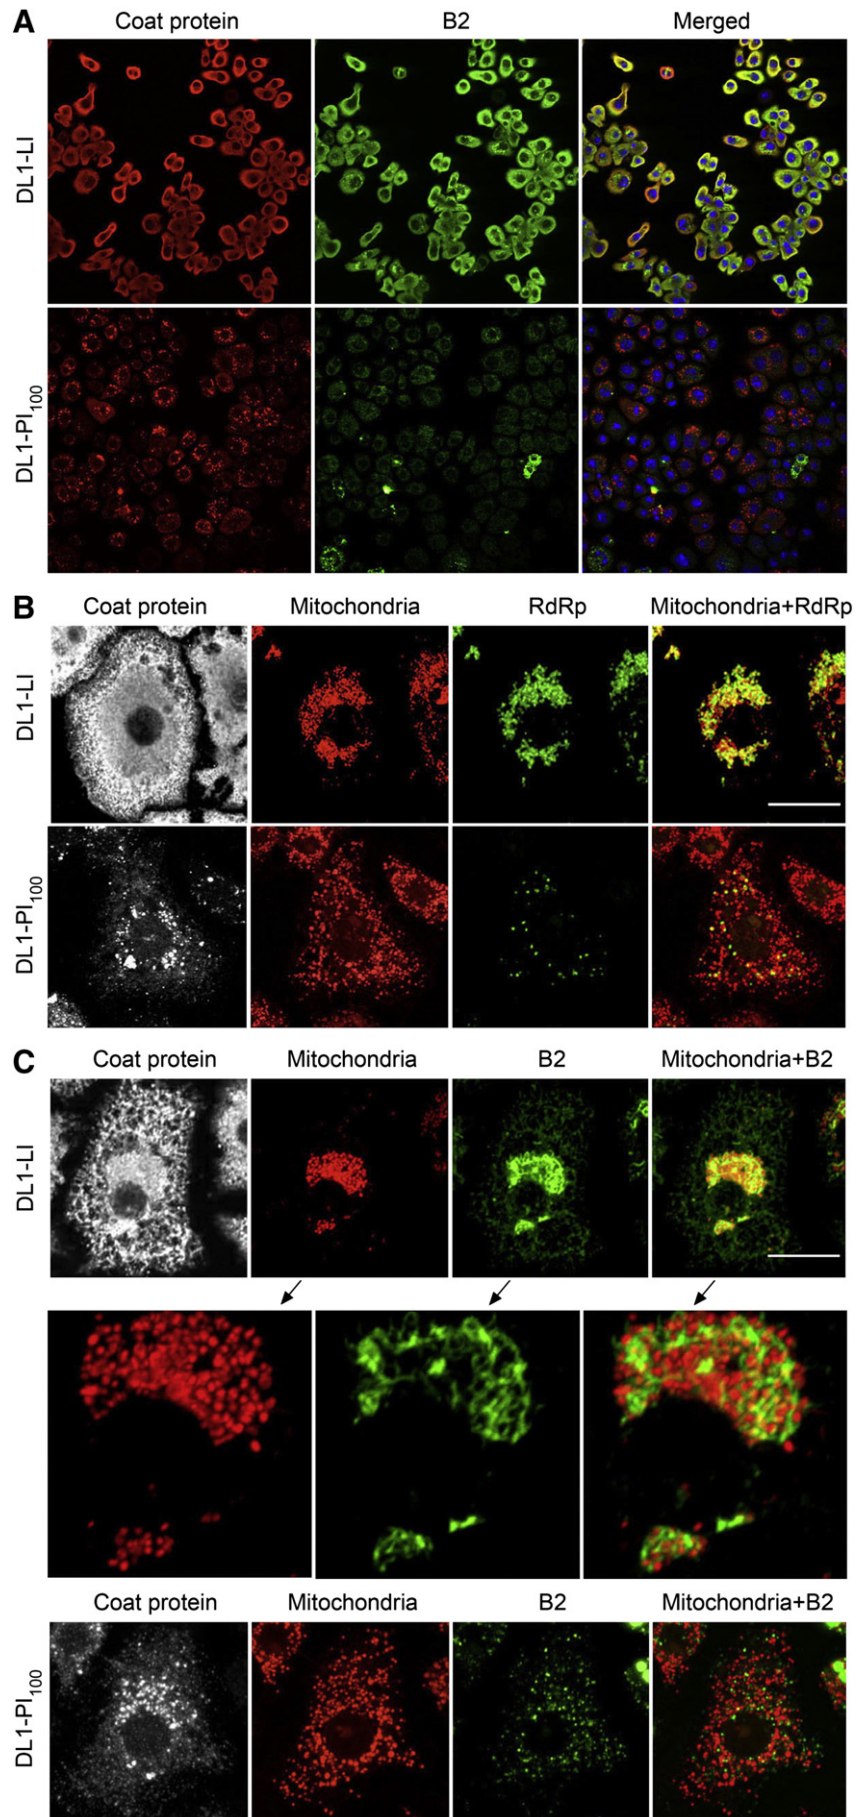 A
Coat protein B2 Merged
DL1-LI
DL1-PI100
B
Coat protein Mitochondria RdRp Mitochondria+RdRp
DL1-LI
DL1-PI100
C
Coat protein Mitochondria B2 Mitochondria+B2
DL1-LI
Coat protein Mitochondria B2 Mitochondria+B2
DL1-PI100